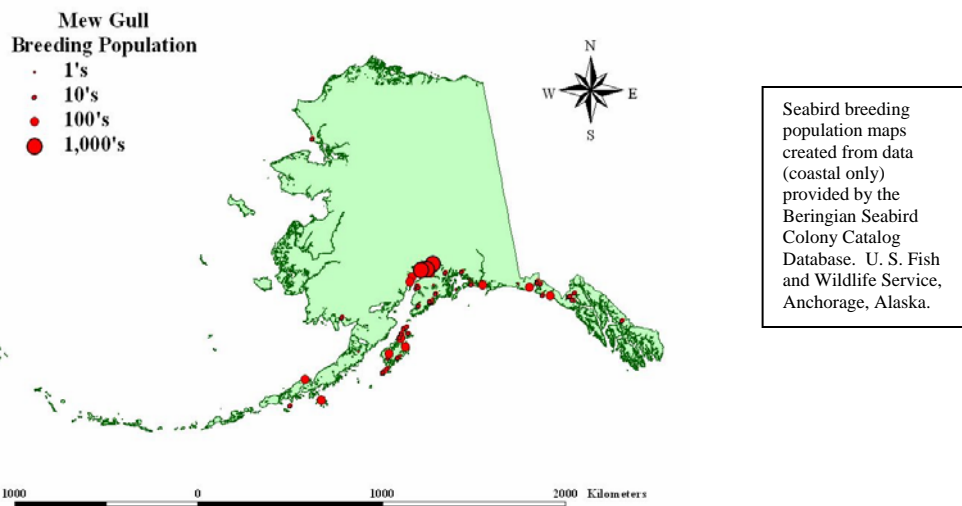 Mew Gull
Breeding Population
1's
10's
100's
1,000's
N
W E
S
Seabird breeding
population maps
created from data
(coastal only)
provided by the
Beringian Seabird
Colony Catalog
Database. U. S. Fish
and Wildlife Service,
Anchorage, Alaska.
1000 0 1000 2000 Kilometers